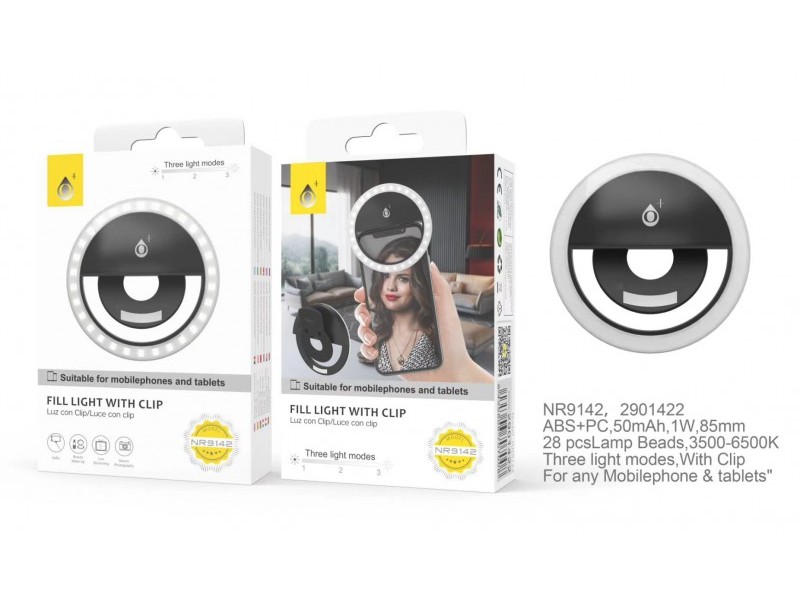 Three light modes
1 2 3
Suitable for mobilephones and tablets
FILL LIGHT WITH CLIP
Luz con Clip/Luce con clip
NR9142
Suitable for mobilephones and tablets
FILL LIGHT WITH CLIP
Luz con Clip/Luce con clip
NR9142
Three light modes
1 2 3
NR9142, 2901422
ABS+PC,50mAh,1W,85mm
28 pcsLamp Beads,3500-6500K
Three light modes,With Clip
For any Mobilephone & tablets"